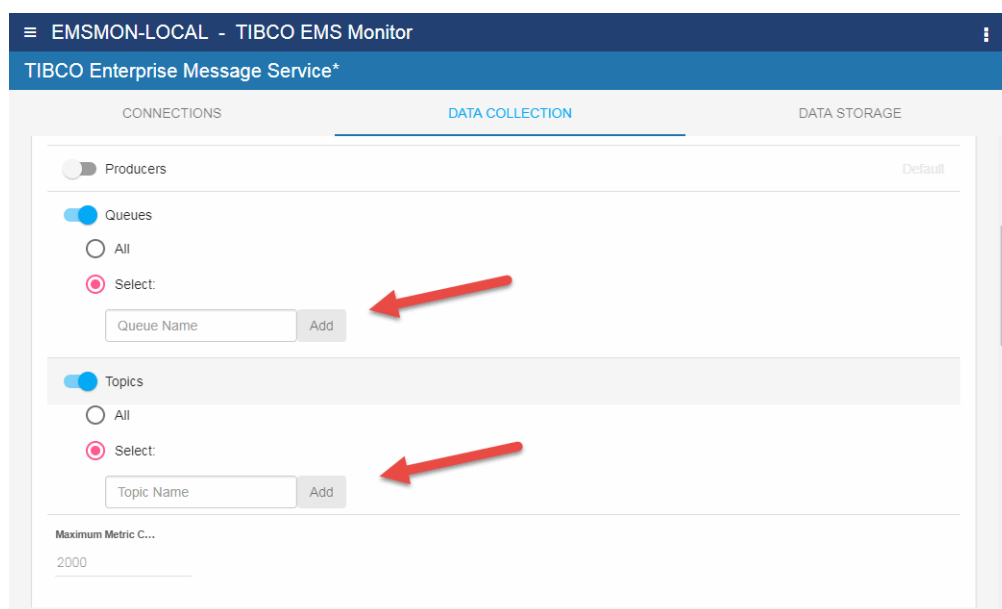 EMSMON-LOCAL - TIBCO EMS Monitor
TIBCO Enterprise Message Service*
CONNECTIONS DATA COLLECTION DATA STORAGE
Producers Default
Queues
All
Select:
Queue Name Add
Topics
All
Select:
Topic Name Add
Maximum Metric C...
2000